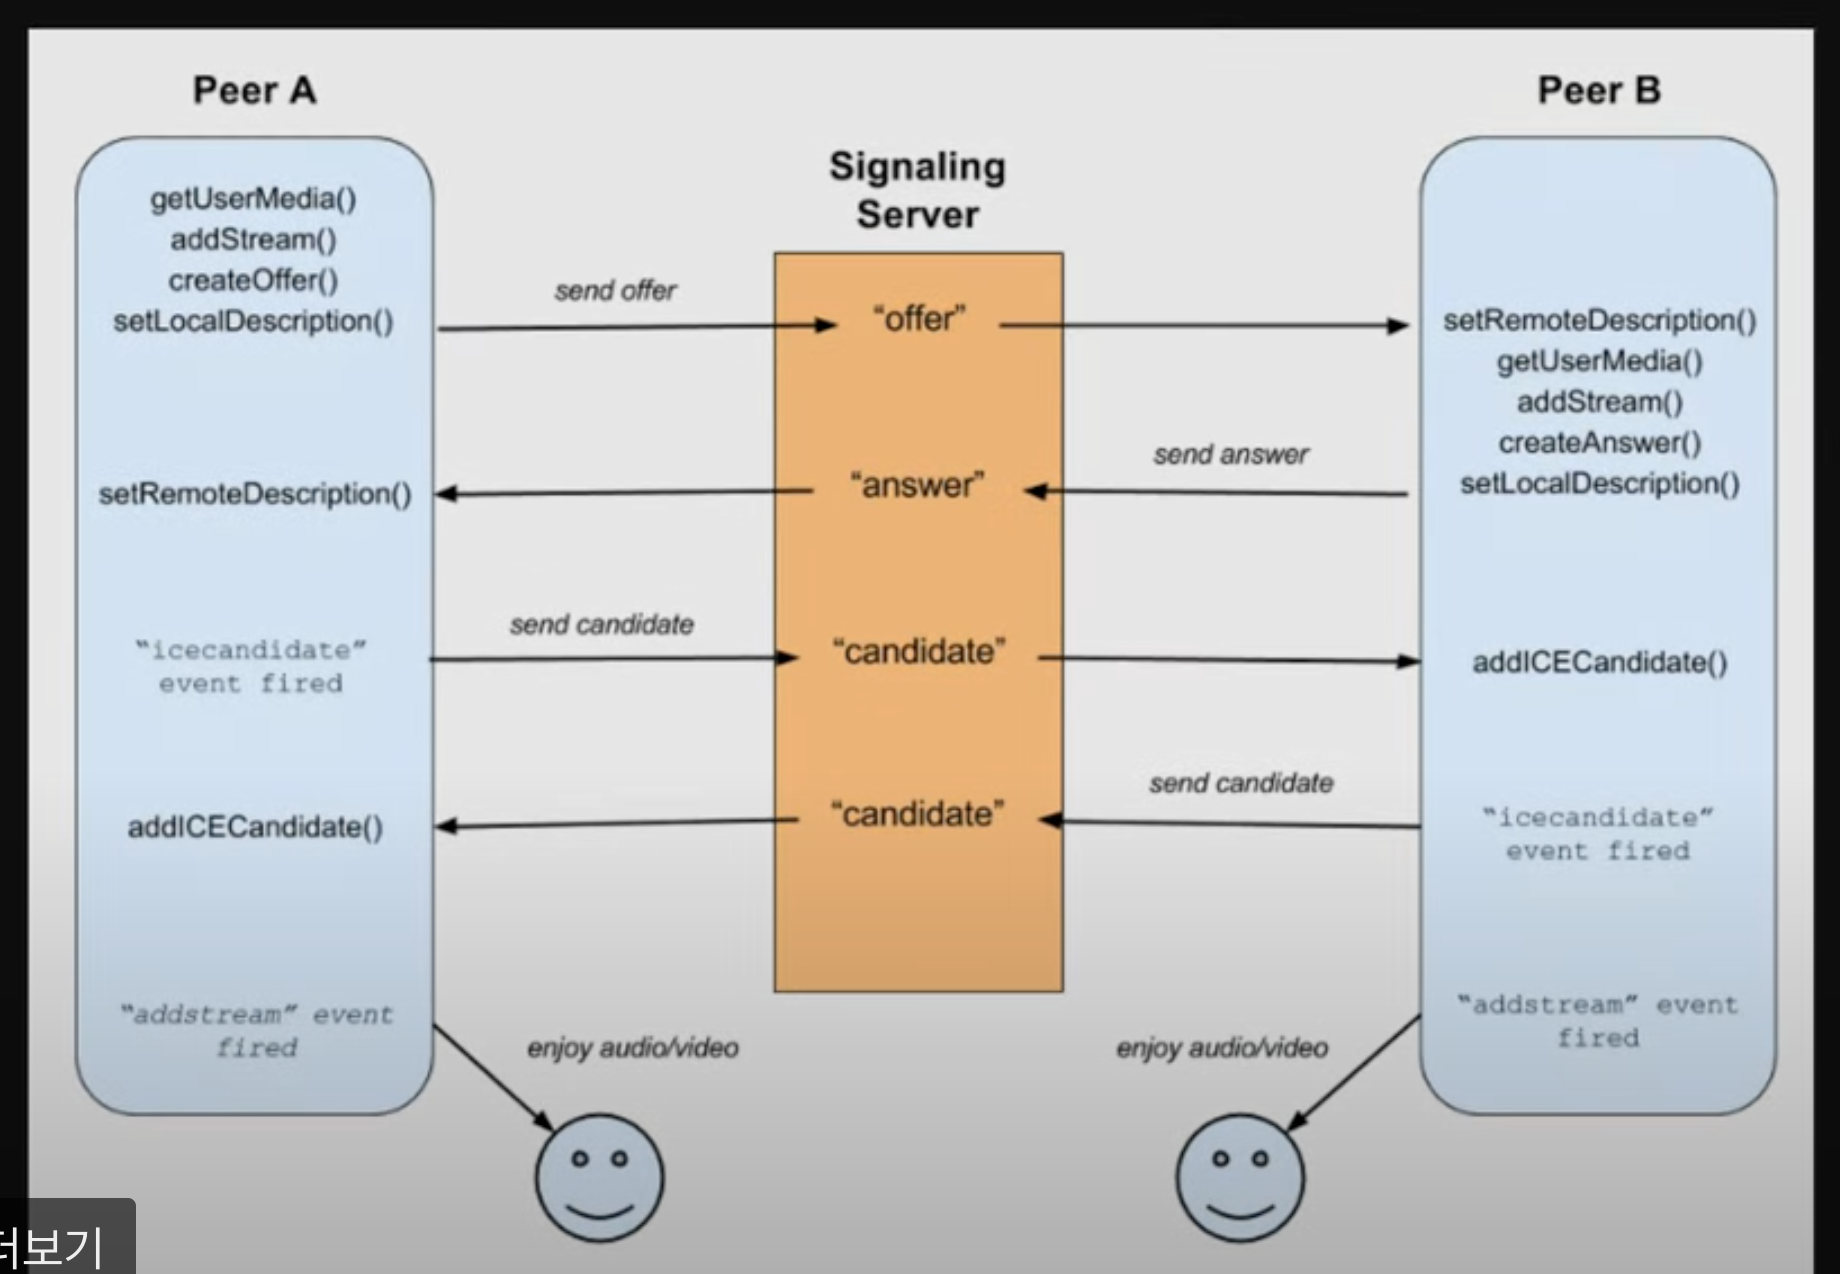 Peer A
Peer B
Signaling
Server
getUserMedia()
addStream()
createOffer()
setLocalDescription()
send offer
“offer”
setRemoteDescription()
getUserMedia()
addStream()
createAnswer()
setLocalDescription()
send answer
“answer”
setRemoteDescription()
“icecandidate”
event fired
send candidate
“candidate”
addICECandidate()
send candidate
“candidate”
addICECandidate()
“icecandidate”
event fired
“addstream” event
fired
enjoy audio/video
enjoy audio/video
“addstream” event
fired
보기